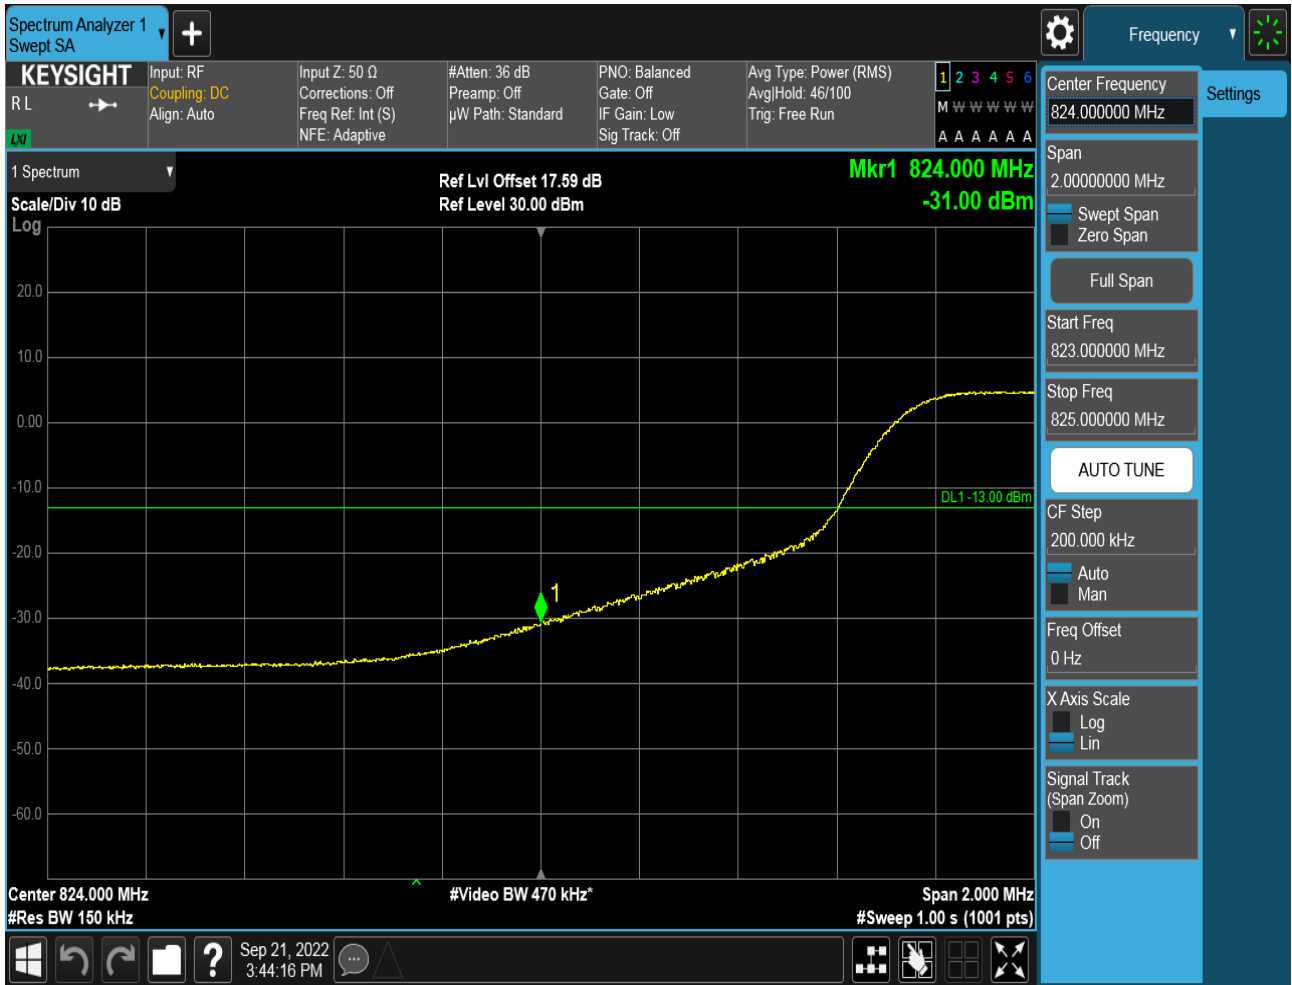 Spectrum Analyzer 1
Swept SA
Frequency
KEYSIGHT
R L
LXI
Input: RF
Coupling: DC
Align: Auto
Input Z: 50 Ω
Corrections: Off
Freq Ref: Int (S)
NFE: Adaptive
#Atten: 36 dB
Preamp: Off
µW Path: Standard
PNO: Balanced
Gate: Off
IF Gain: Low
Sig Track: Off
Avg Type: Power (RMS)
Avg|Hold: 46/100
Trig: Free Run
1 2 3 4 5 6
M W W W W W
A A A A A A
1 Spectrum
Scale/Div 10 dB
Log
Ref Lvl Offset 17.59 dB
Ref Level 30.00 dBm
Mkr1 824.000 MHz
-31.00 dBm
20.0
10.0
0.00
-10.0
-20.0
-30.0
-40.0
-50.0
-60.0
DL1 -13.00 dBm
1
Center 824.000 MHz
#Res BW 150 kHz
#Video BW 470 kHz*
Span 2.000 MHz
#Sweep 1.00 s (1001 pts)
Sep 21, 2022
3:44:16 PM
?
Center Frequency
824.000000 MHz
Settings
Span
2.00000000 MHz
Swept Span
Zero Span
Full Span
Start Freq
823.000000 MHz
Stop Freq
825.000000 MHz
AUTO TUNE
CF Step
200.000 kHz
Auto
Man
Freq Offset
0 Hz
X Axis Scale
Log
Lin
Signal Track
(Span Zoom)
On
Off